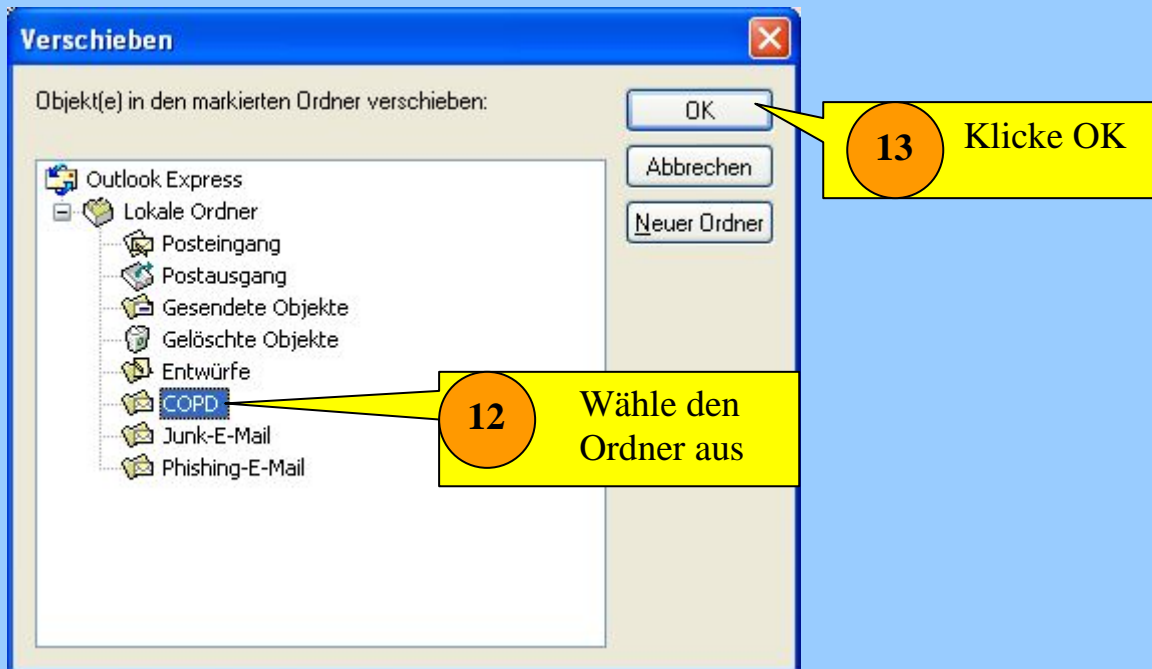 Verschieben
Objekt(e) in den markierten Ordner verschieben:
OK
Abbrechen
Neuer Ordner
13 Klicke OK
Outlook Express
Lokale Ordner
Posteingang
Postausgang
Gesendete Objekte
Gelöschte Objekte
Entwürfe
COPD
Junk-E-Mail
Phishing-E-Mail
12 Wähle den
Ordner aus